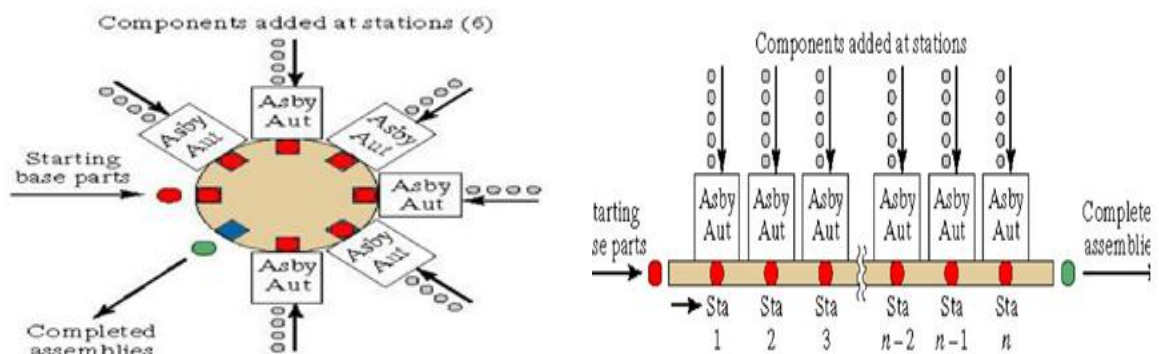 Components added at stations (6)
Asby
Aut
Asby
Aut
Asby
Aut
Starting
base parts
Asby
Aut
Asby
Aut
Asby
Aut
Completed
assemblies
Components added at stations
Asby
Aut
Asby
Aut
Asby
Aut
Asby
Aut
Asby
Aut
Asby
Aut
tarting
se parts
Complete
assemblie
Sta
1
Sta
2
Sta
3
Sta
n-2
Sta
n-1
Sta
n